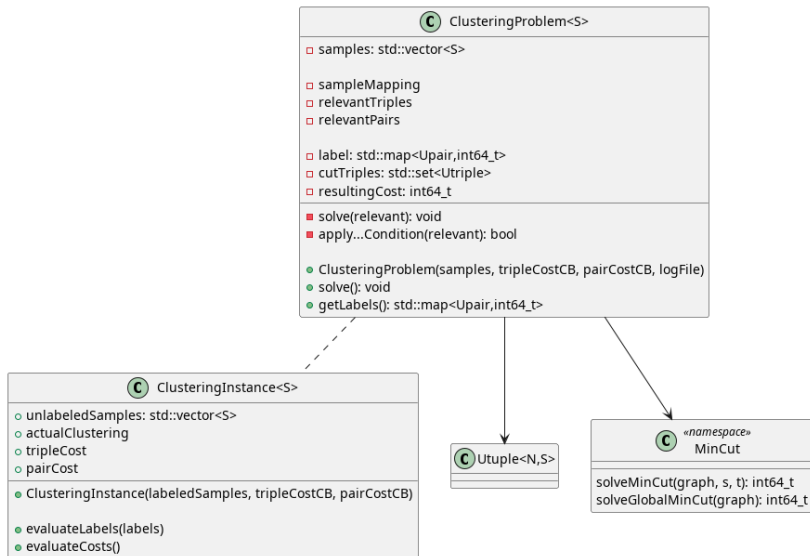 C ClusteringProblem<S>
samples: std::vector<S>
sampleMapping
relevantTriples
relevantPairs
label: std::map<Upair,int64_t>
cutTriples: std::set<Utriple>
resultingCost: int64_t
solve(relevant): void
apply...Condition(relevant): bool
ClusteringProblem(samples, tripleCostCB, pairCostCB, logFile)
solve(): void
getLabels(): std::map<Upair,int64_t>
C ClusteringInstance<S>
unlabeledSamples: std::vector<S>
actualClustering
tripleCost
pairCost
ClusteringInstance(labeledSamples, tripleCostCB, pairCostCB)
evaluateLabels(labels)
evaluateCosts()
C Utuple<N,S>
C «namespace»
MinCut
solveMinCut(graph, s, t): int64_t
solveGlobalMinCut(graph): int64_t